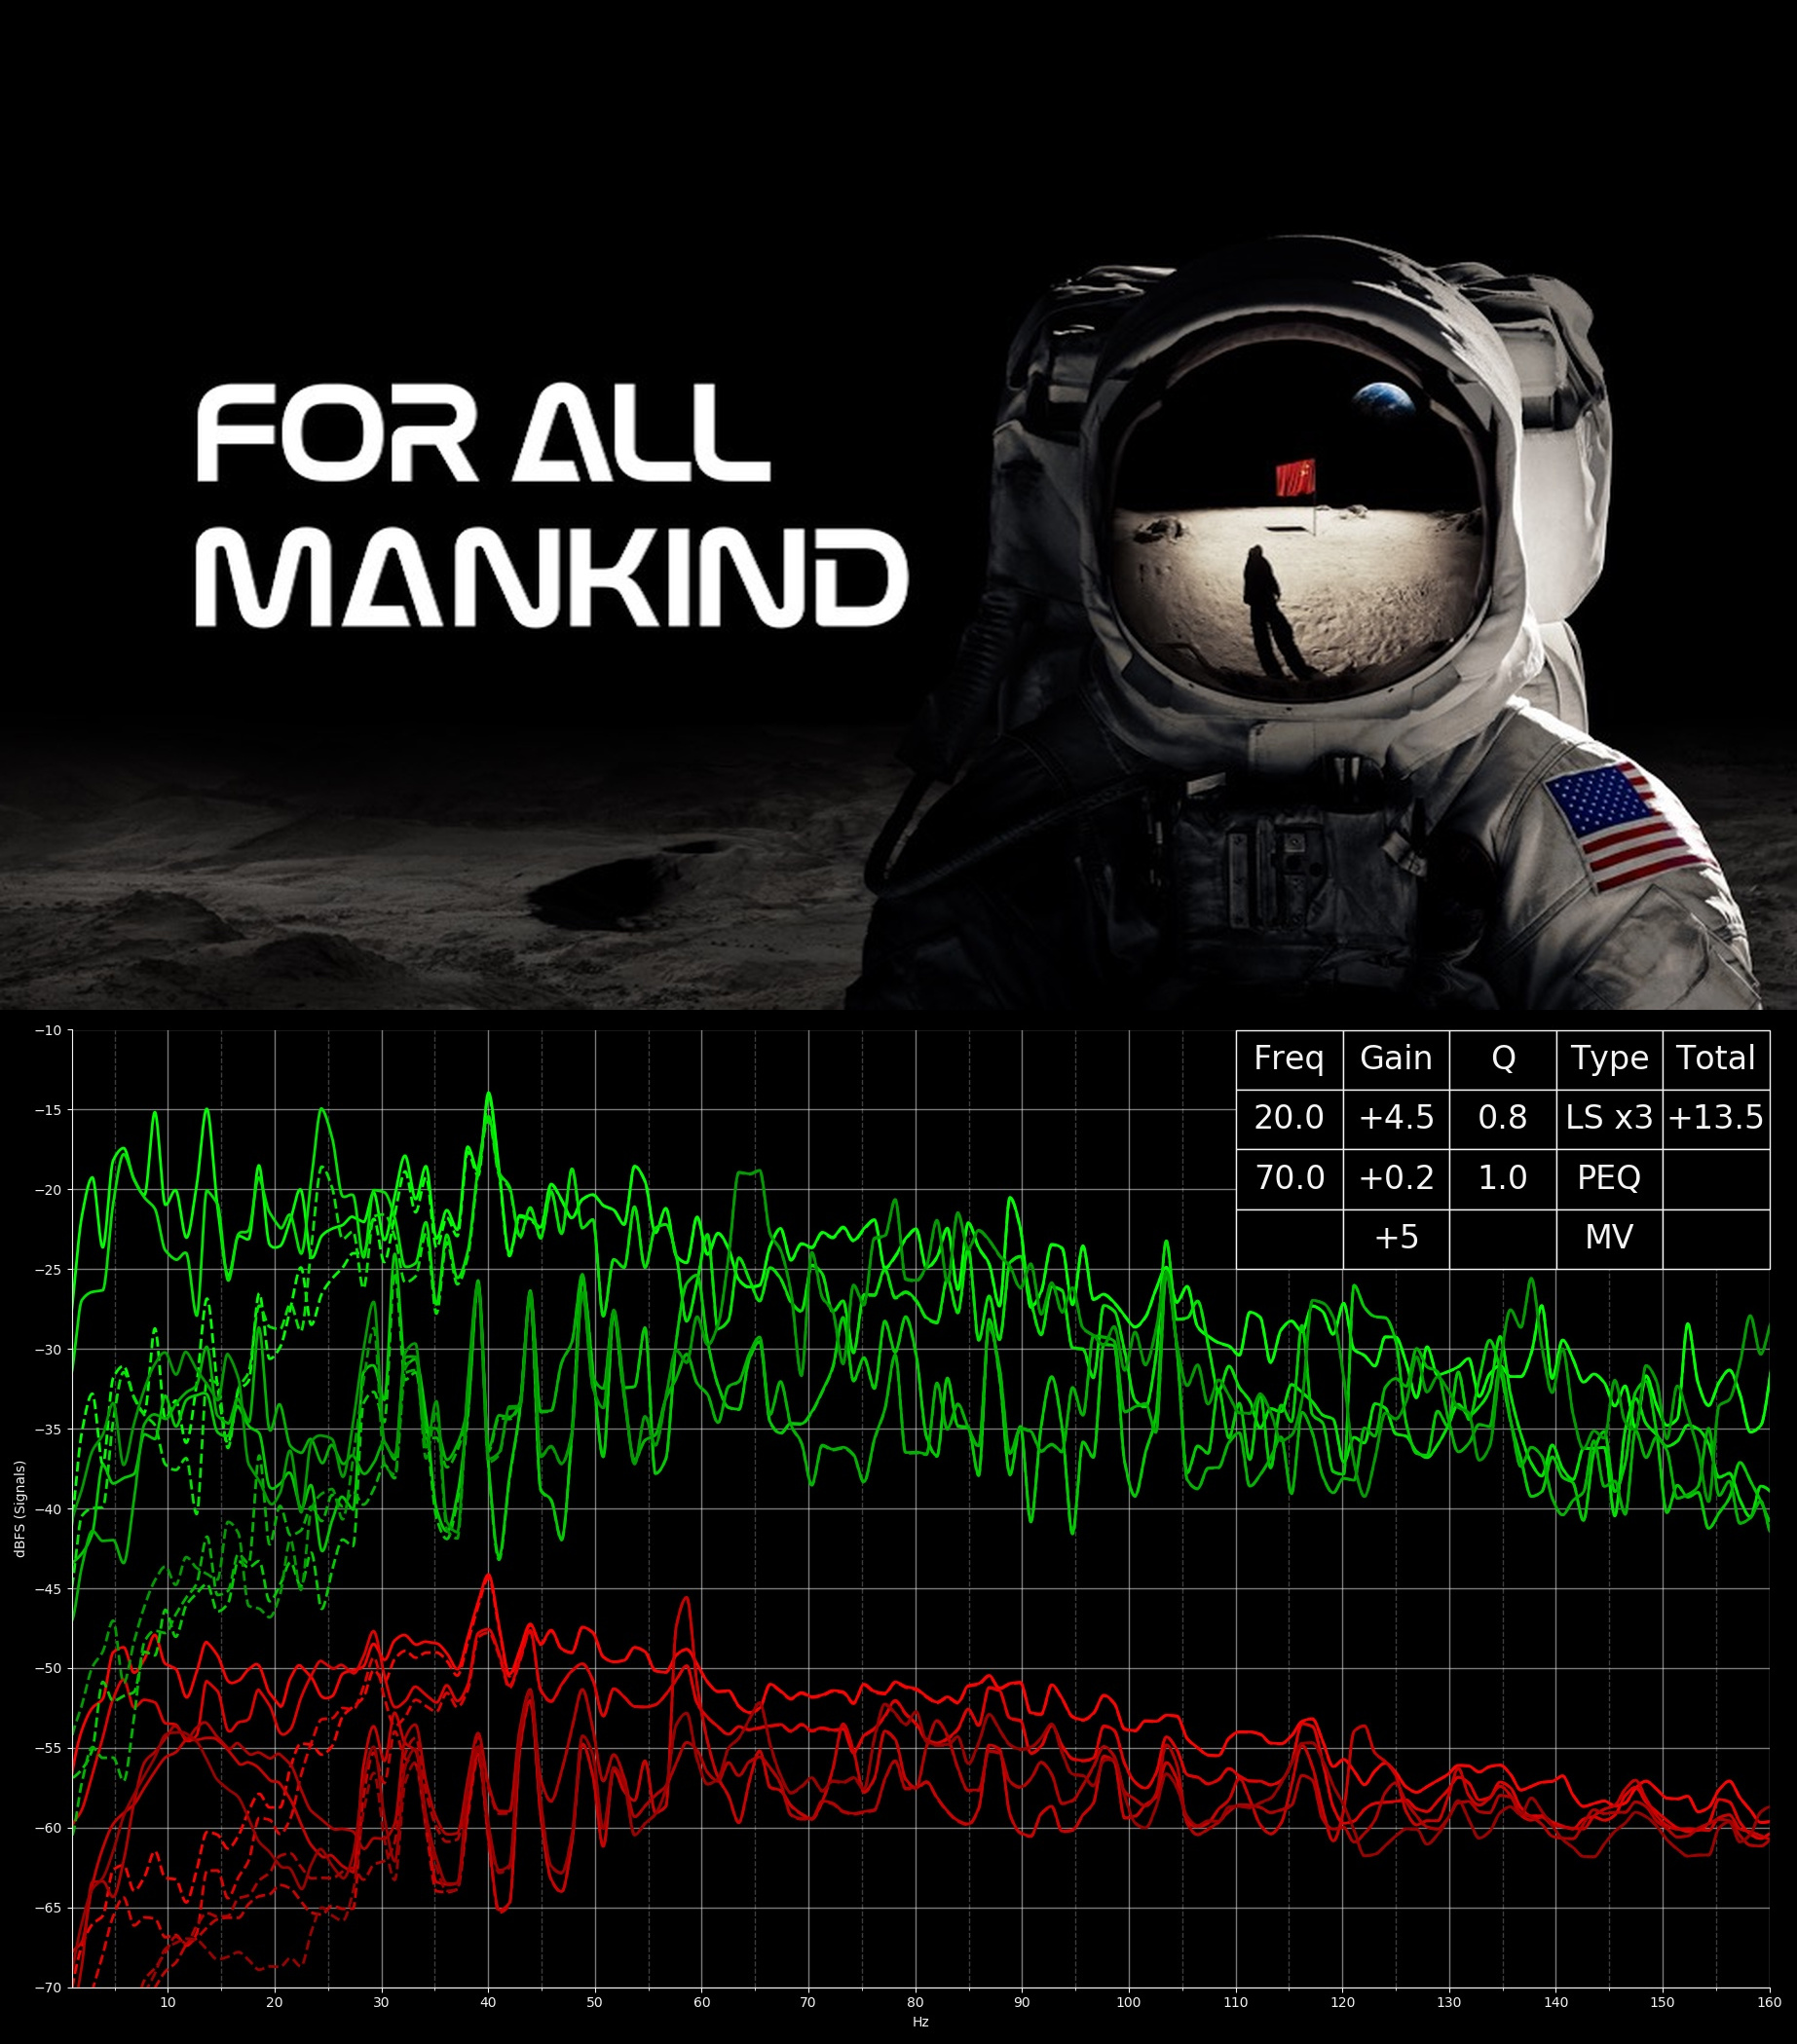 FOR ALL
MANKIND
Freq Gain Q Type Total
20.0 +4.5 0.8 LS x3 +13.5
70.0 +0.2 1.0 PEQ
+5 MV
−10
−15
−20
−25
−30
−35
−40
−45
−50
−55
−60
−65
−70
dBFS (Signals)
10 20 30 40 50 60 70 80 90 100 110 120 130 140 150 160
Hz